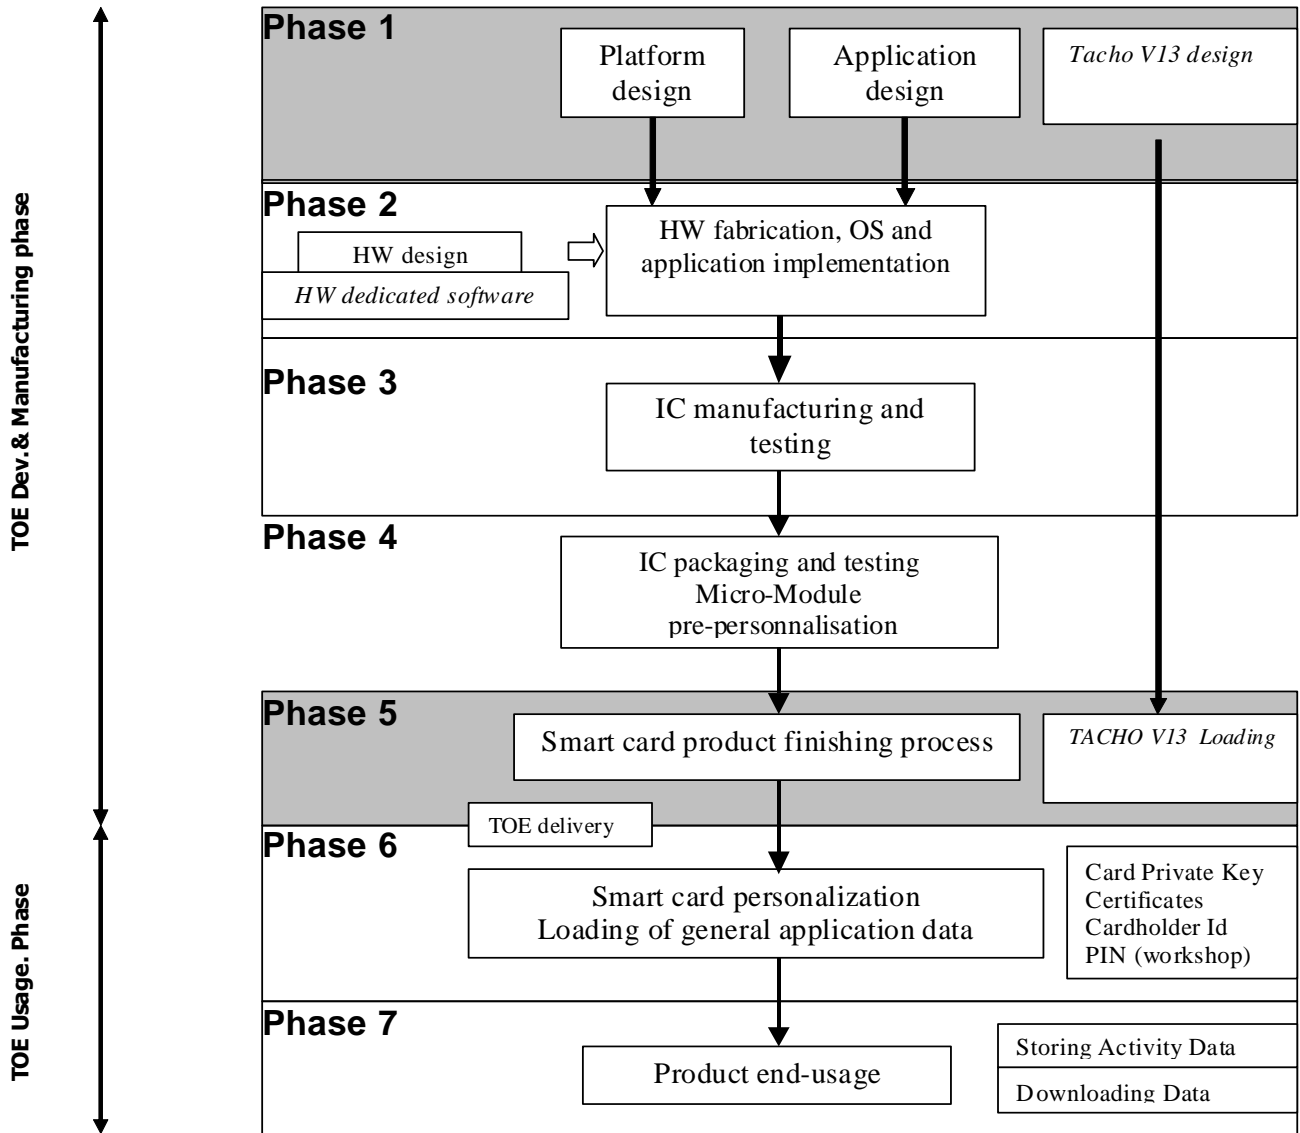 Phase 1
Platform
design
Application
design
Tacho V13 design
TOE Dev.& Manufacturing phase
Phase 2
HW design
HW dedicated software
HW fabrication, OS and
application implementation
Phase 3
IC manufacturing and
testing
Phase 4
IC packaging and testing
Micro-Module
pre-personnalisation
Phase 5
Smart card product finishing process
TACHO V13 Loading
TOE delivery
TOE Usage. Phase
Phase 6
Smart card personalization
Loading of general application data
Card Private Key
Certificates
Cardholder Id
PIN (workshop)
Phase 7
Product end-usage
Storing Activity Data
Downloading Data